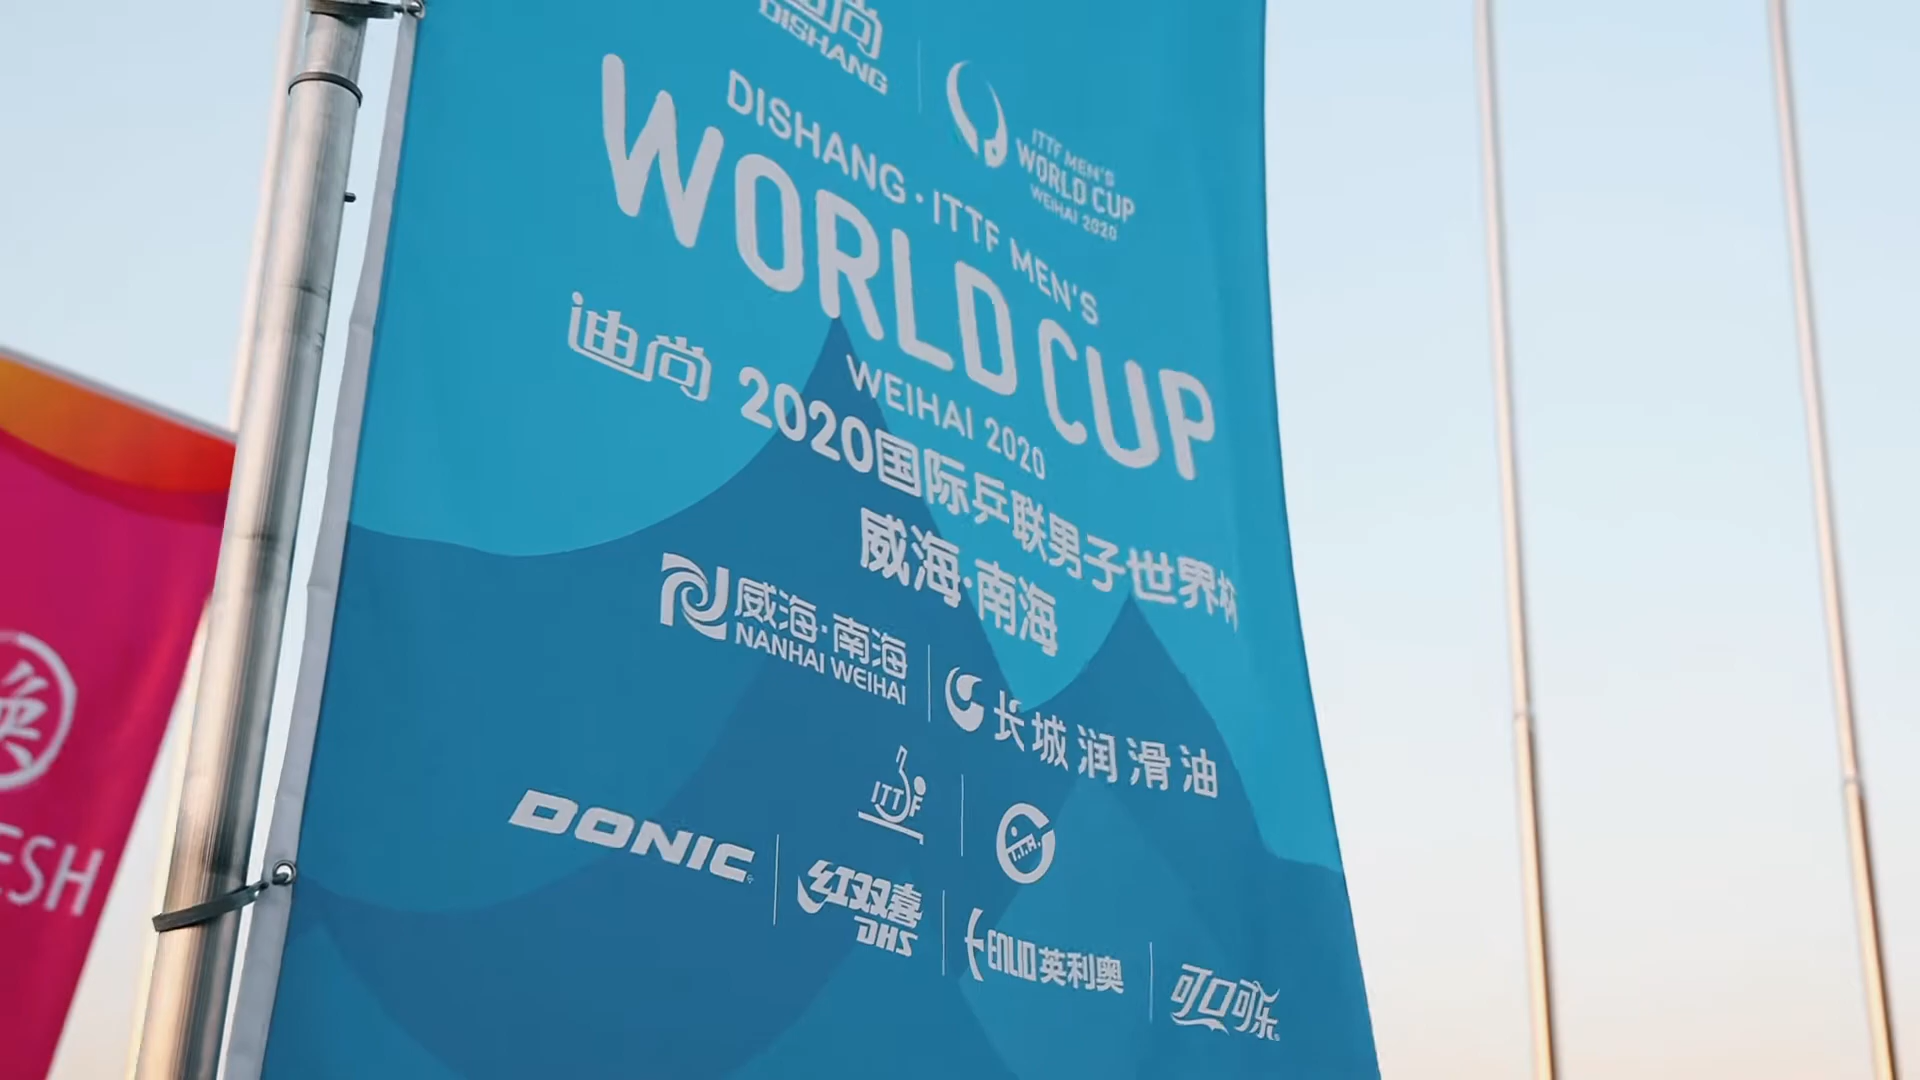 迪尚
DISHANG
ITTF MEN'S
WORLD CUP
WEIHAI 2020
DISHANG · ITTF MEN'S
WORLD CUP
WEIHAI 2020
迪尚 2020国际乒联男子世界杯
威海·南海
威海·南海
NANHAI WEIHAI
长城润滑油
ITTF
C.T.T.A.
DONIC
红双喜
DHS
ENLIO 英利奥
可口可乐
ESH